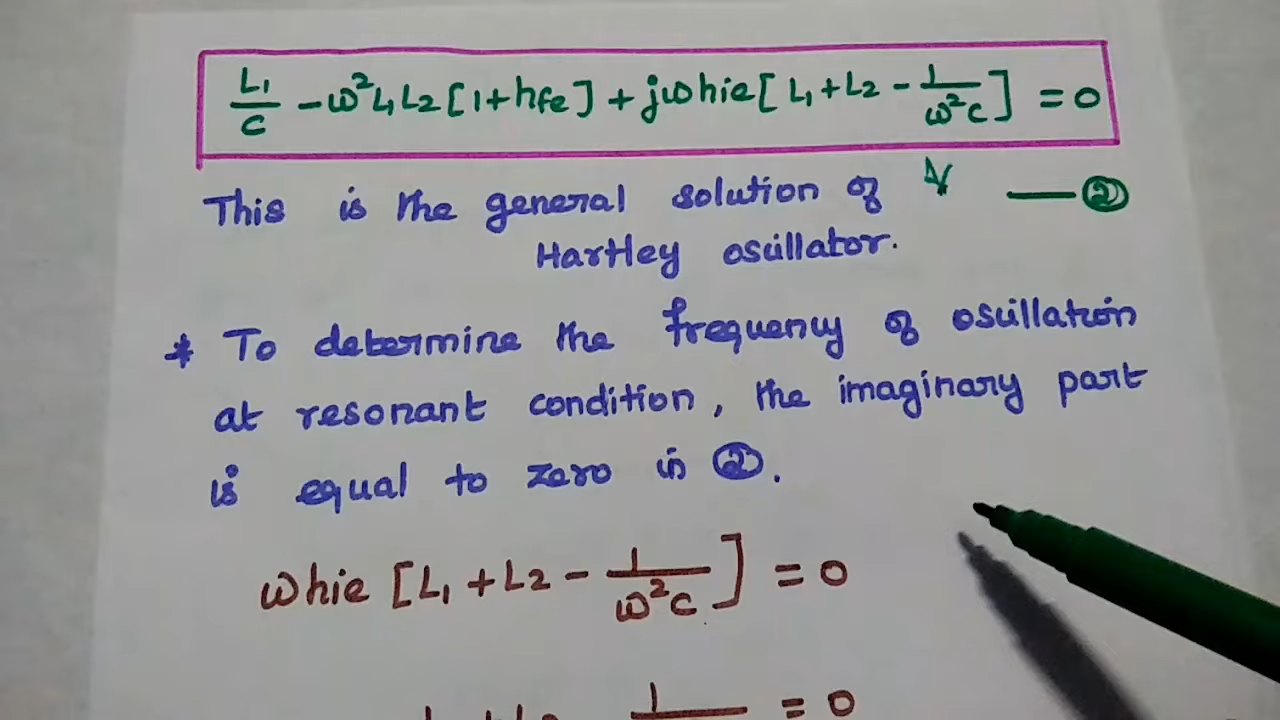 L1/C - ω²L1L2[1+hfe] + jωhie[L1+L2 - 1/ω²C] = 0
This is the general solution of — ②
Hartley oscillator.
* To determine the frequency of oscillation
at resonant condition, the imaginary part
is equal to zero in ②.
ωhie [L1+L2 - 1/ω²C] = 0